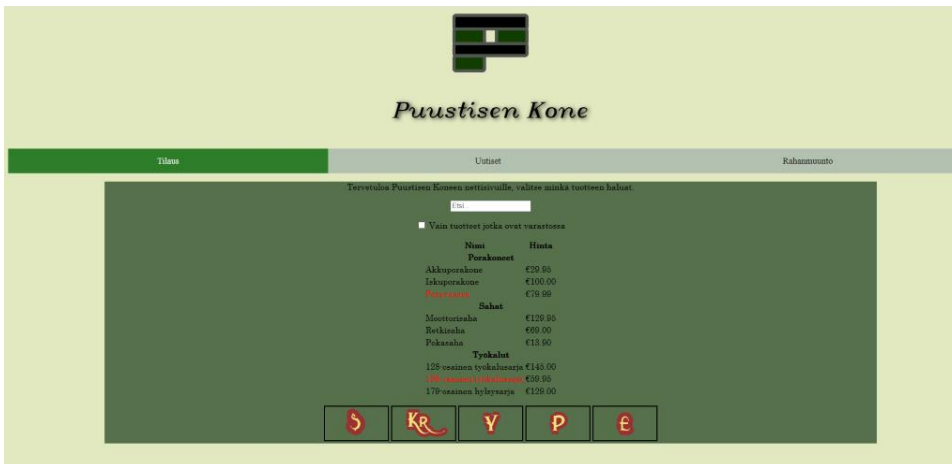 Puustisen Kone
Tilaus Uutiset Rahanmuunto
Tervetuloa Puustisen Koneen nettisivuille, valitse minkä tuotteen haluat.
Etsi...
Vain tuotteet jotka ovat varastossa
Nimi Hinta
Porakoneet
Akkuporakone €29.95
Iskuporakone €100.00
€79.99
Sahat
Moottorisaha €129.95
Retkisaha €69.00
Pokasaha €13.90
Työkalut
128-osainen työkalusarja €145.00
osainen työkalusarja €59.95
179-osainen hylsysarja €129.00
$ KR ¥ P £